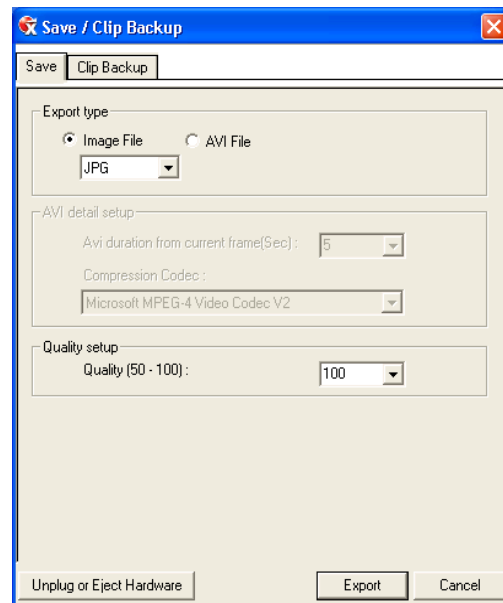 Save / Clip Backup
Save Clip Backup
Export type
Image File AVI File
JPG
AVI detail setup
Avi duration from current frame(Sec) : 5
Compression Codec :
Microsoft MPEG-4 Video Codec V2
Quality setup
Quality (50 - 100) : 100
Unplug or Eject Hardware Export Cancel